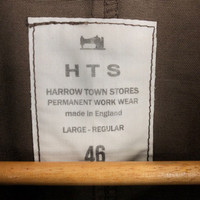 HTS
HARROW TOWN STORES
PERMANENT WORK WEAR
made in England
LARGE - REGULAR
46